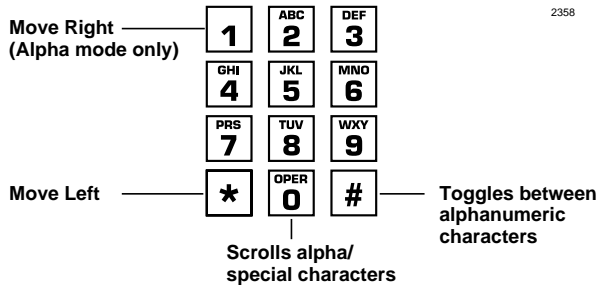 2358
Move Right
(Alpha mode only)
1
ABC
2
DEF
3
GHI
4
JKL
5
MNO
6
PRS
7
TUV
8
WXY
9
Move Left
*
OPER
0
#
Toggles between
alphanumeric
characters
Scrolls alpha/
special characters